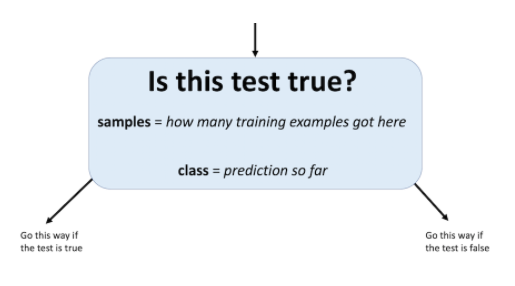 Is this test true?
samples = how many training examples got here
class = prediction so far
Go this way if
the test is true
Go this way if
the test is false